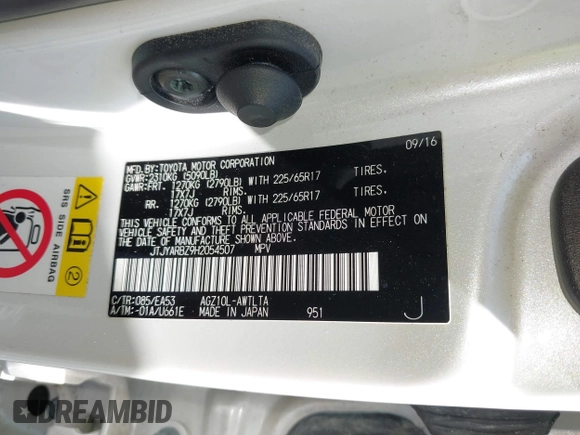 09/16
MFD.BY:TOYOTA MOTOR CORPORATION
GVWR:2310KG (5090LB)
GAWR:FRT. 1270KG (2790LB) WITH 225/65R17 TIRES.
17X7J RIMS.
RR. 1270KG (2790LB) WITH 225/65R17 TIRES.
17X7J RIMS.
THIS VEHICLE CONFORMS TO ALL APPLICABLE FEDERAL MOTOR
VEHICLE SAFETY AND THEFT PREVENTION STANDARDS IN EFFECT
ON THE DATE OF MANUFACTURE SHOWN ABOVE.
JTJYARBZ9H2054507 MPV
C/TR:085/EA53 AGZ10L-AWTLTA
A/TM:-01A/U661E MADE IN JAPAN 951 J
SRS SIDE AIRBAG
DREAMBID